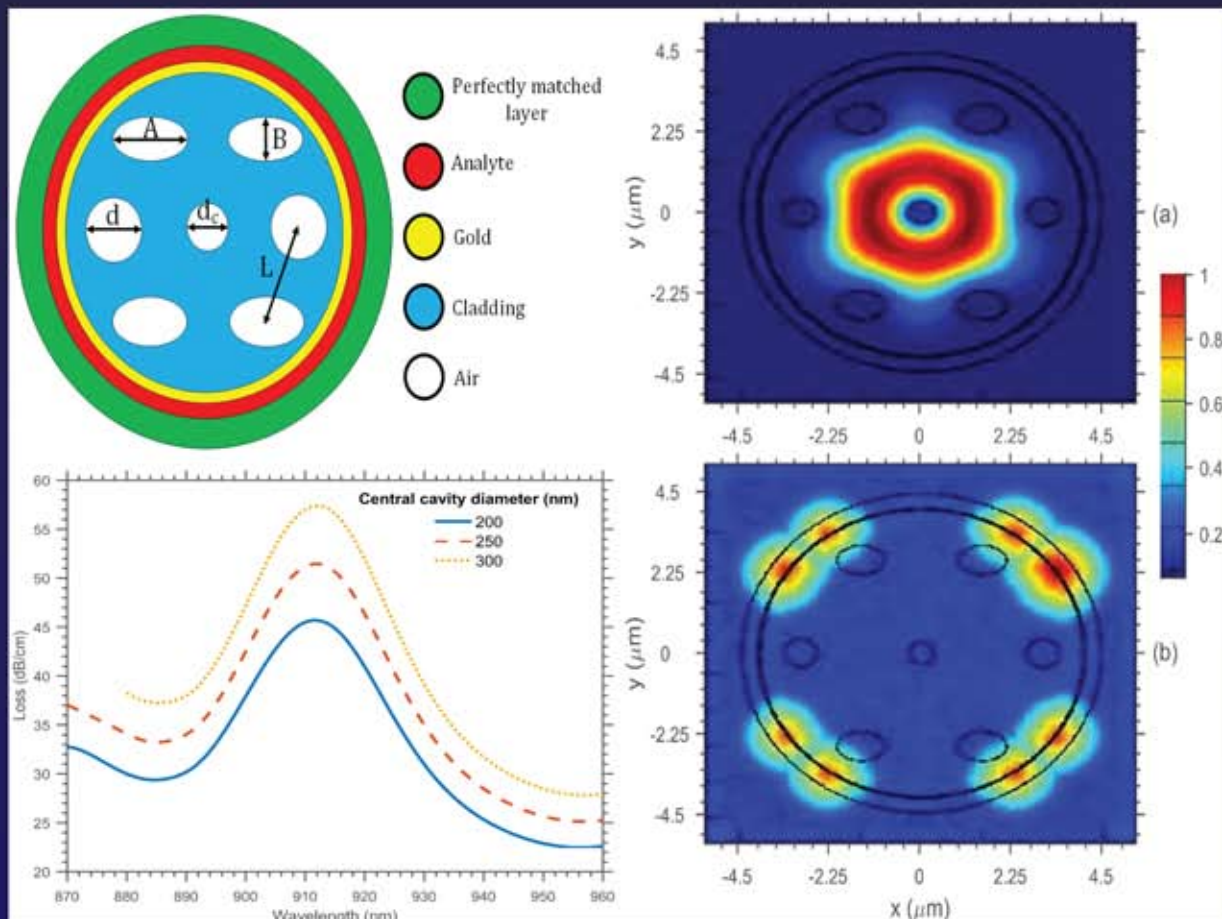 A
B
d
d_c
L
Perfectly matched
layer
Analyte
Gold
Cladding
Air
60
55
50
45
40
35
30
25
20
Loss (dB/cm)
Central cavity diameter (nm)
200
250
300
870 880 890 900 910 920 930 940 950 960
Wavelength (nm)
4.5
2.25
0
-2.25
-4.5
y (μm)
(a)
-4.5 -2.25 0 2.25 4.5
1
0.8
0.6
0.4
0.2
4.5
2.25
0
-2.25
-4.5
y (μm)
(b)
-4.5 -2.25 0 2.25 4.5
x (μm)